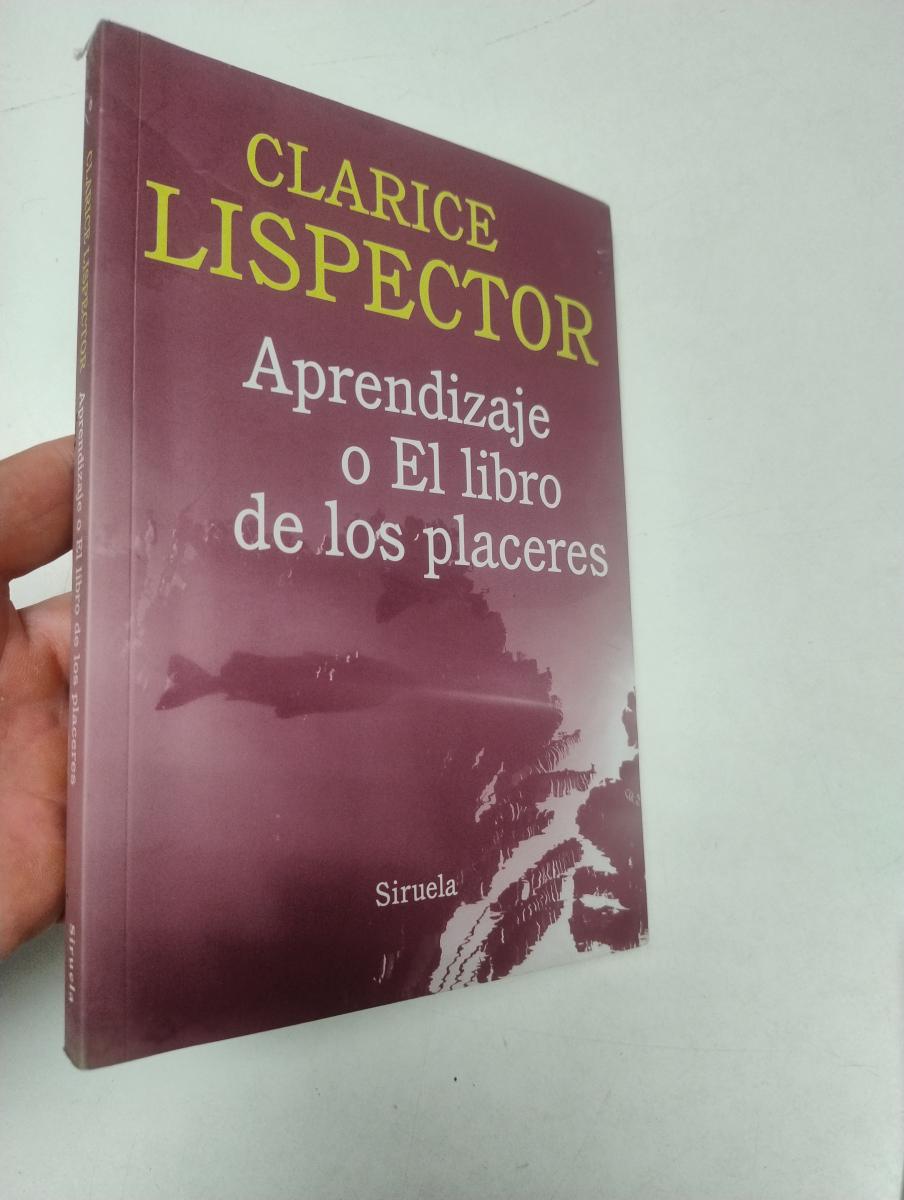 CLARICE
LISPECTOR
Aprendizaje
o El libro
de los placeres
Siruela
CLARICE LISPECTOR Aprendizaje o El libro de los placeres Siruela